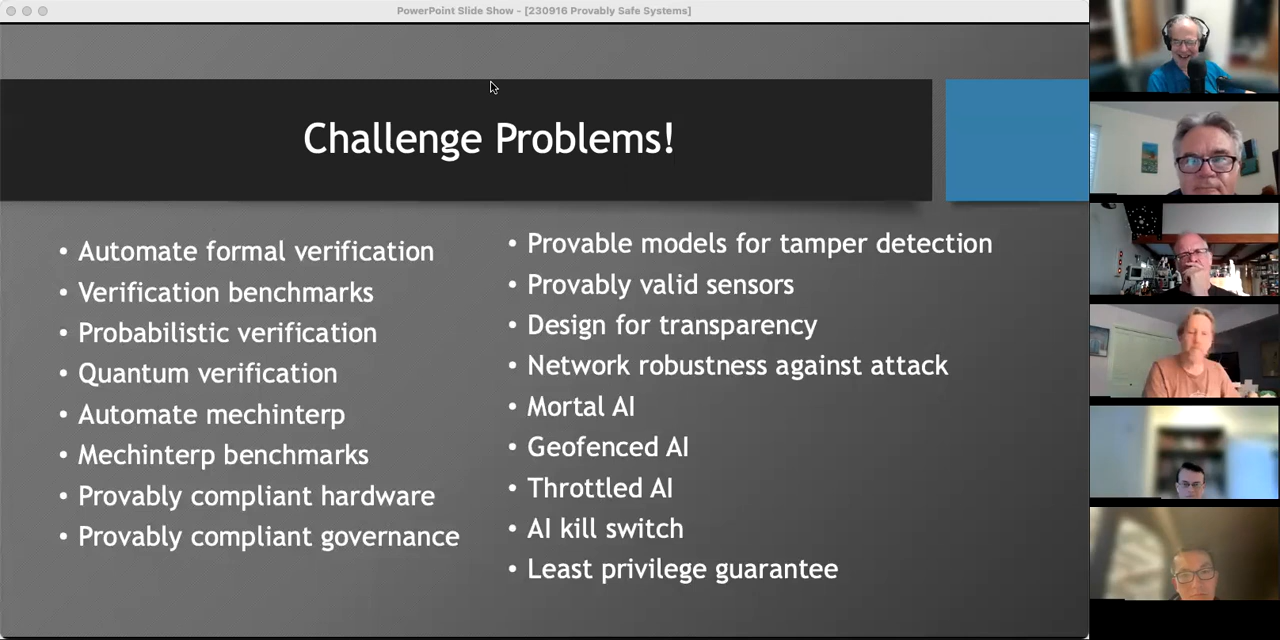 PowerPoint Slide Show - [230916 Provably Safe Systems]
Challenge Problems!
• Automate formal verification
• Verification benchmarks
• Probabilistic verification
• Quantum verification
• Automate mechinterp
• Mechinterp benchmarks
• Provably compliant hardware
• Provably compliant governance
• Provable models for tamper detection
• Provably valid sensors
• Design for transparency
• Network robustness against attack
• Mortal AI
• Geofenced AI
• Throttled AI
• AI kill switch
• Least privilege guarantee